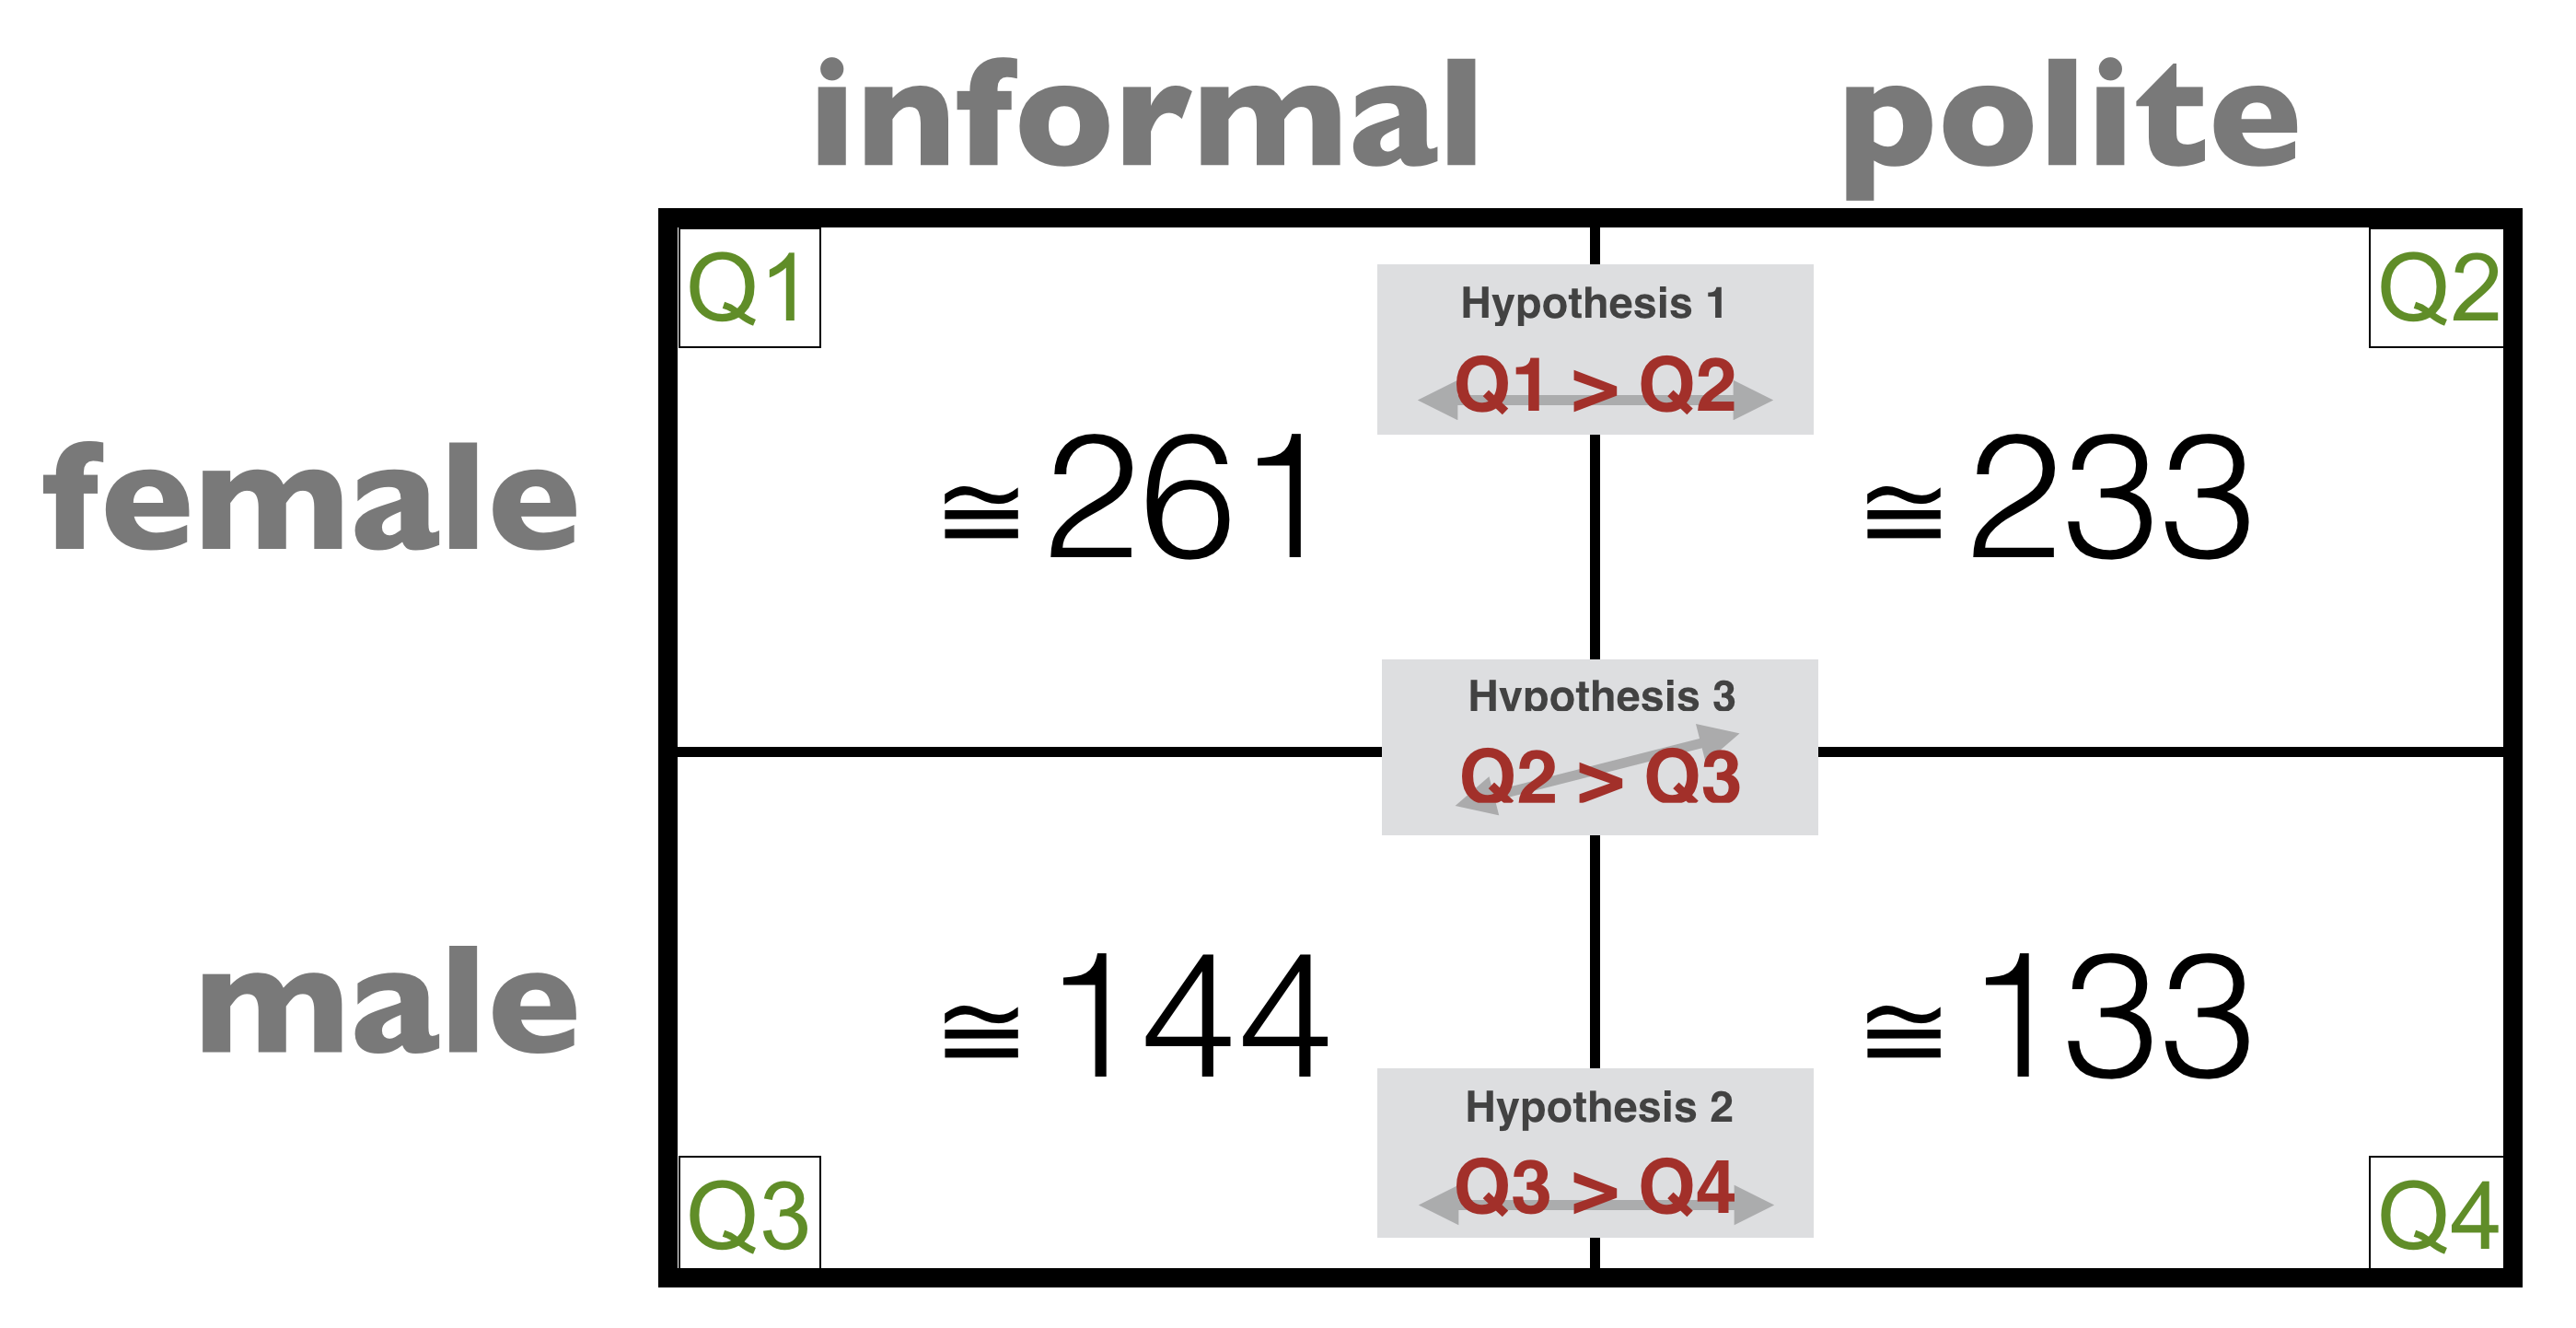 informal polite
Q1 Q2
Hypothesis 1
Q1 > Q2
female ≅ 261 ≅ 233
Hypothesis 3
Q2 > Q3
male ≅ 144 ≅ 133
Hypothesis 2
Q3 > Q4
Q3 Q4